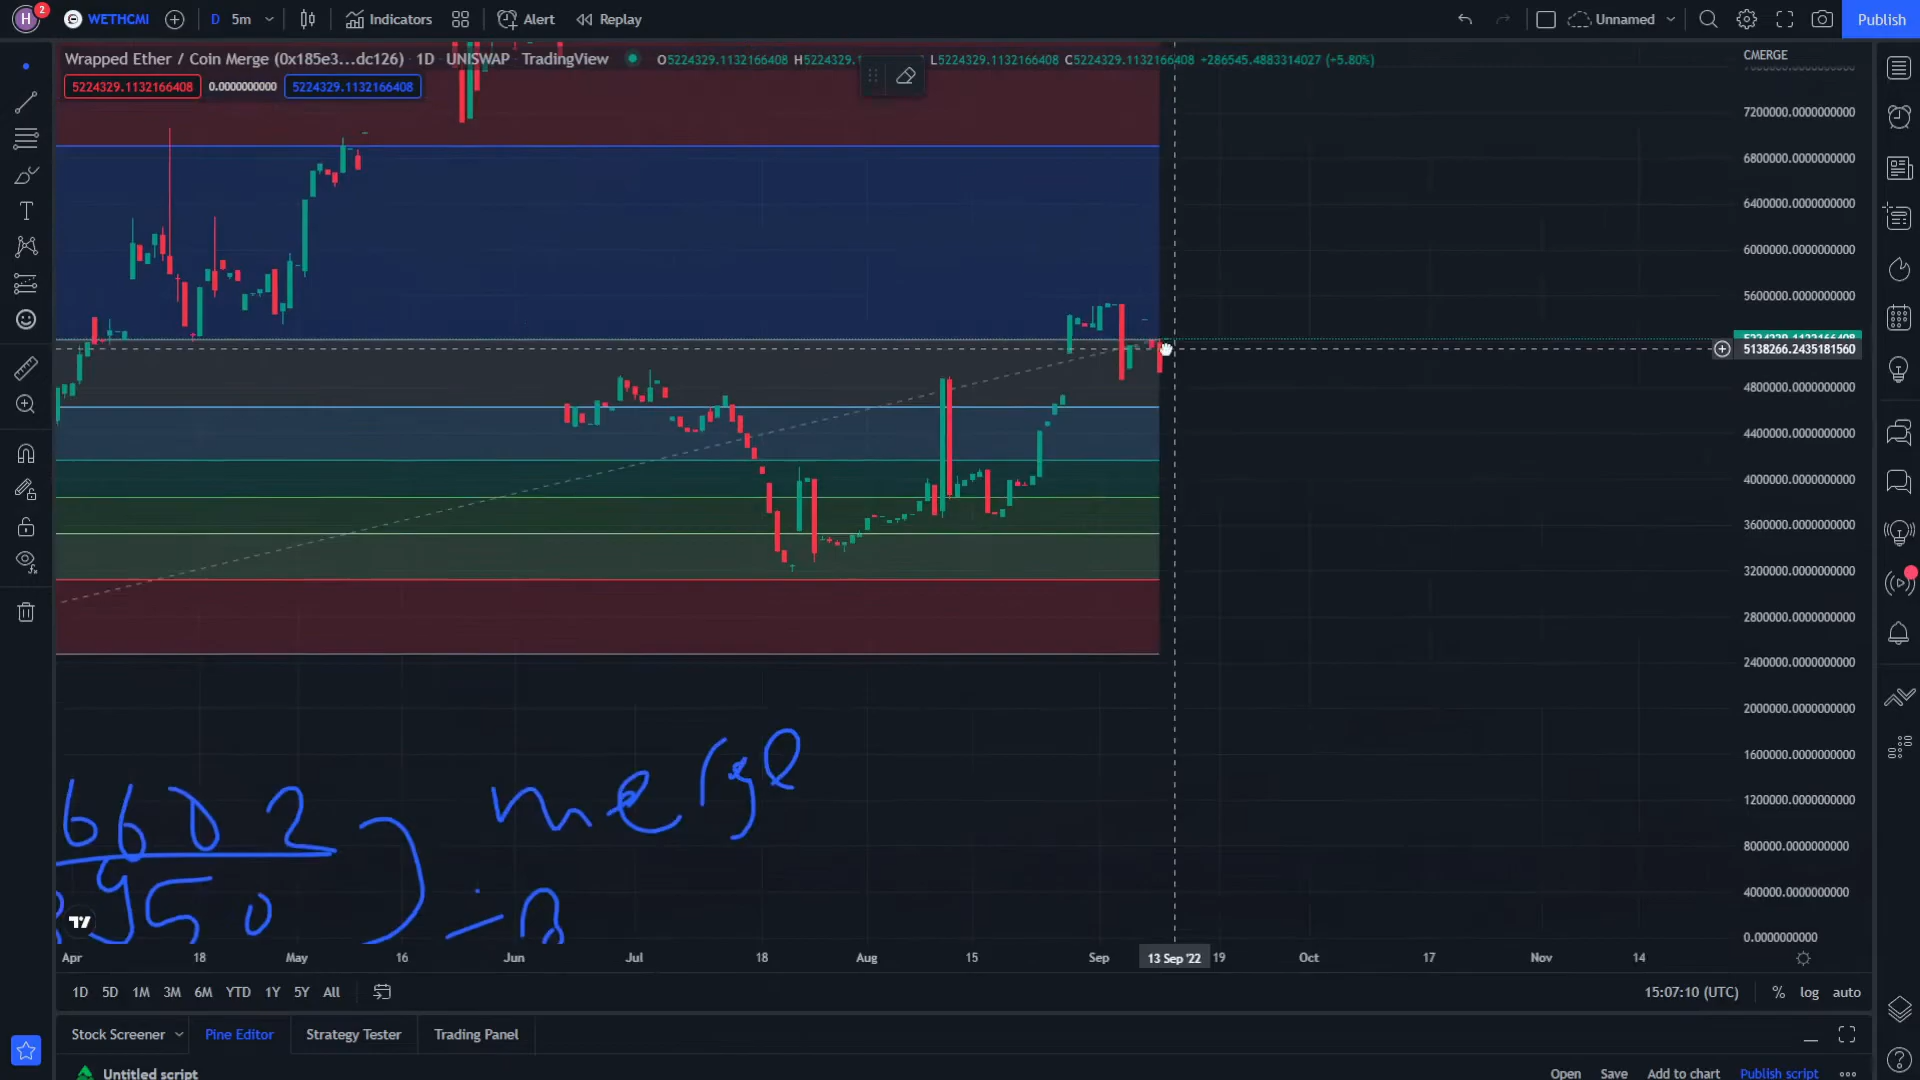 H 2 WETHCMI D 5m Indicators Alert Replay Unnamed Publish
Wrapped Ether / Coin Merge (0x185e3...dc126) · 1D · UNISWAP · TradingView O5224329.1132166408 H5224329.1 L5224329.1132166408 C5224329.1132166408 +286545.4883314027 (+5.80%) CMERGE
5224329.1132166408 0.0000000000 5224329.1132166408
7200000.0000000000
6800000.0000000000
6400000.0000000000
6000000.0000000000
5600000.0000000000
5224329.1132166408
5138266.2435181560
4800000.0000000000
4400000.0000000000
4000000.0000000000
3600000.0000000000
3200000.0000000000
2800000.0000000000
2400000.0000000000
2000000.0000000000
1600000.0000000000
1200000.0000000000
800000.0000000000
400000.0000000000
0.0000000000
merge
6602
950
Apr 18 May 16 Jun Jul 18 Aug 15 Sep 13 Sep '22 19 Oct 17 Nov 14
1D 5D 1M 3M 6M YTD 1Y 5Y All 15:07:10 (UTC) % log auto
Stock Screener Pine Editor Strategy Tester Trading Panel
Untitled script Open Save Add to chart Publish script